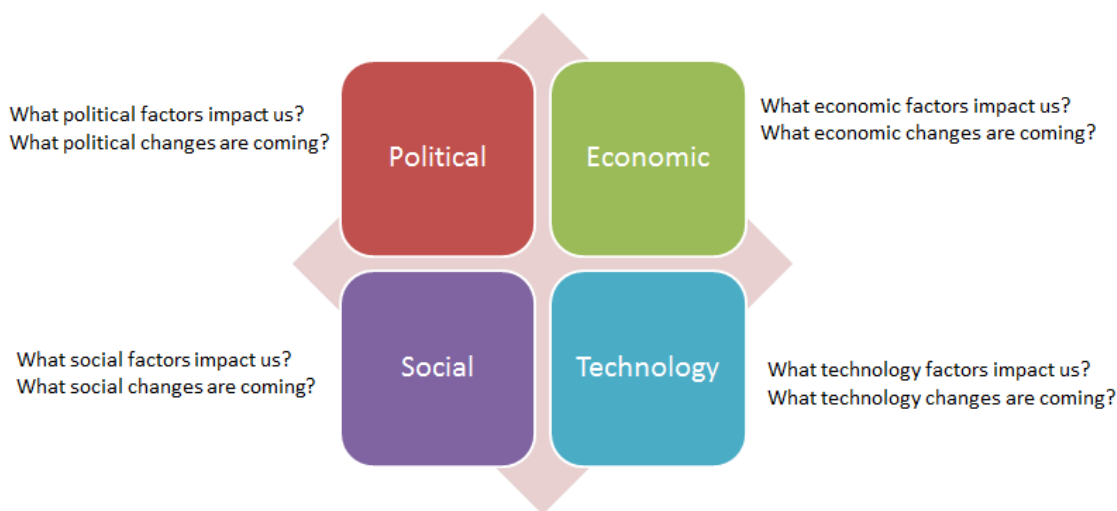 What political factors impact us?
What political changes are coming?
Political
Economic
What economic factors impact us?
What economic changes are coming?
What social factors impact us?
What social changes are coming?
Social
Technology
What technology factors impact us?
What technology changes are coming?